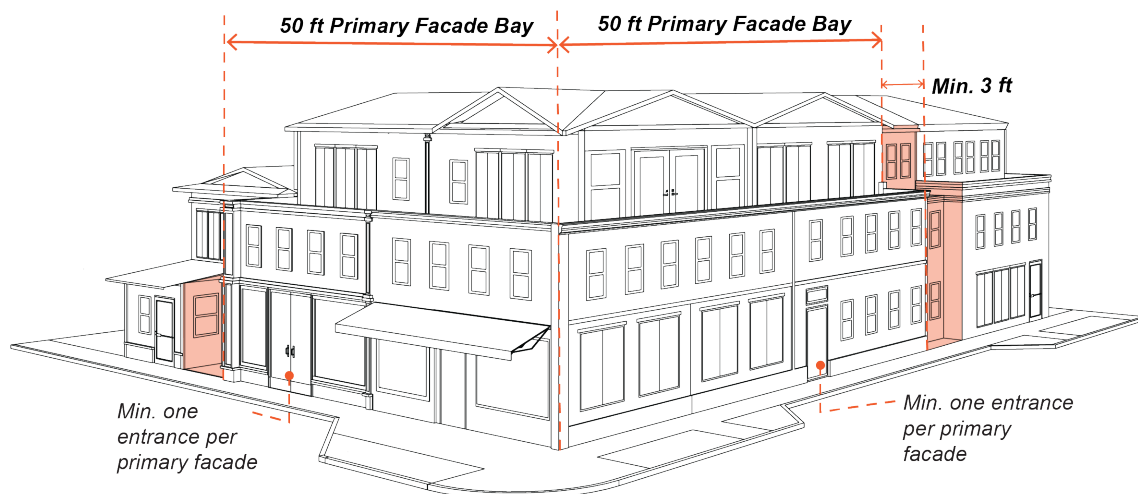 50 ft Primary Facade Bay
50 ft Primary Facade Bay
Min. 3 ft
Min. one
entrance per
primary facade
Min. one entrance
per primary
facade